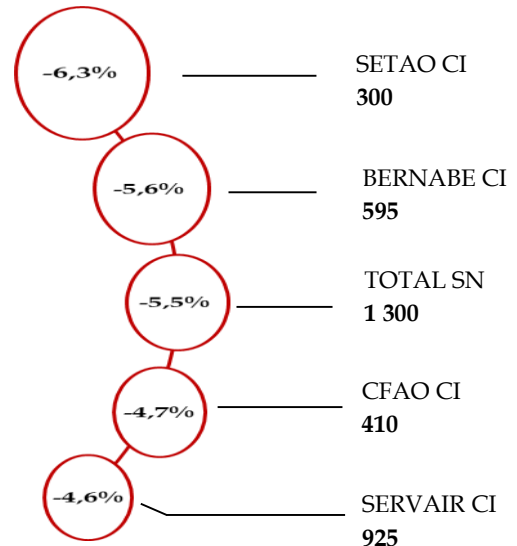 -6,3%
SETAO CI
300
-5,6%
BERNABE CI
595
-5,5%
TOTAL SN
1 300
-4,7%
CFAO CI
410
-4,6%
SERVAIR CI
925